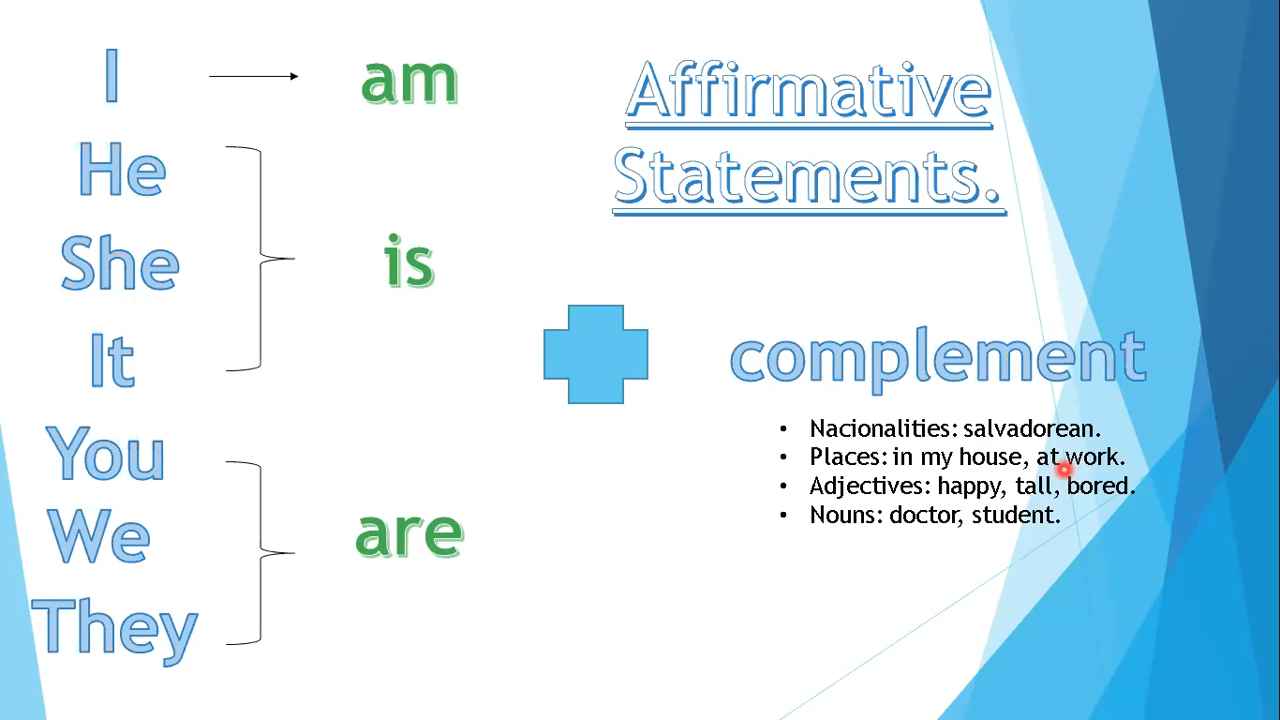 I
am
He
She
It
is
You
We
They
are
Affirmative
Statements.
complement
• Nacionalities: salvadorean.
• Places: in my house, at work.
• Adjectives: happy, tall, bored.
• Nouns: doctor, student.